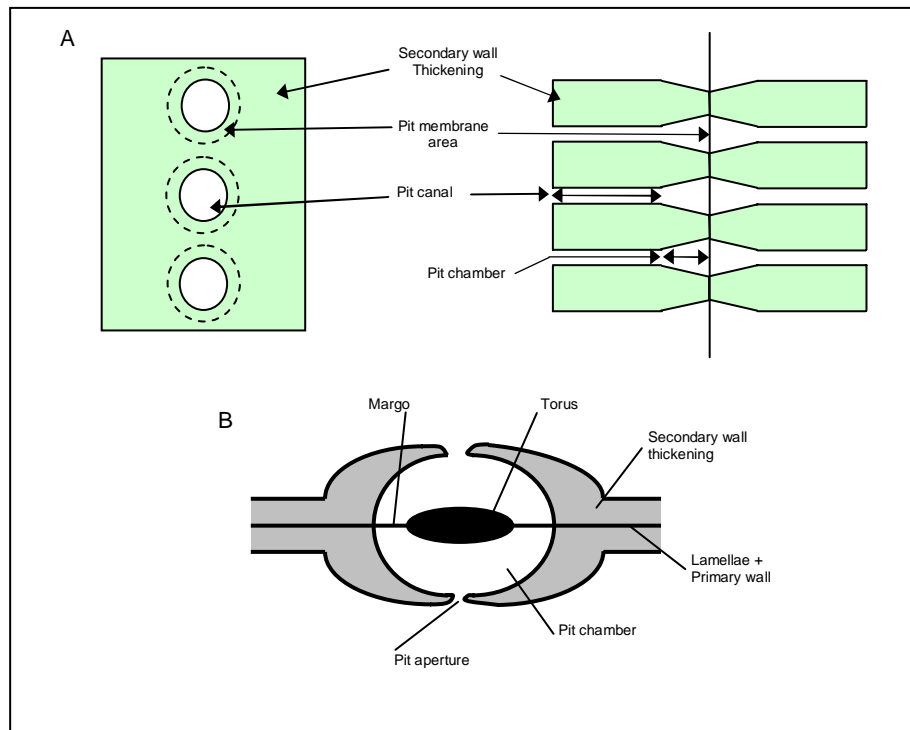 A
Secondary wall
Thickening
Pit membrane
area
Pit canal
Pit chamber
B
Margo
Torus
Secondary wall
thickening
Lamellae +
Primary wall
Pit chamber
Pit aperture